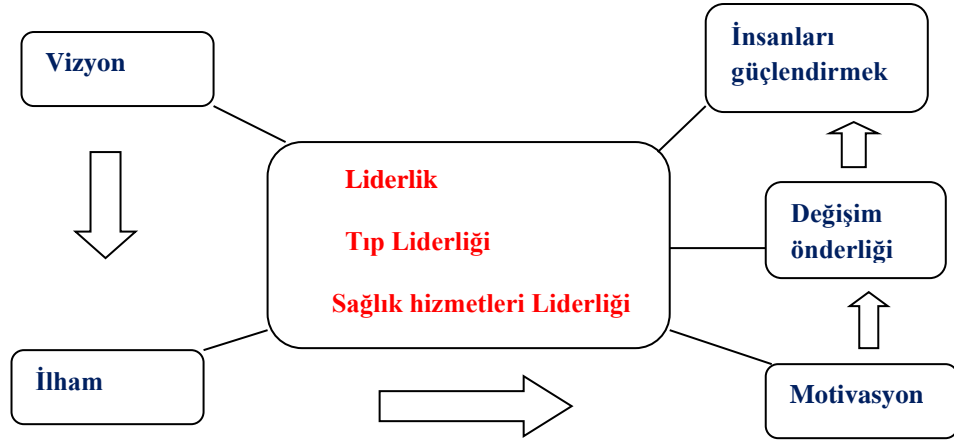 Vizyon
İnsanları
güçlendirmek
Liderlik
Tıp Liderliği
Sağlık hizmetleri Liderliği
Değişim
önderliği
İlham
Motivasyon